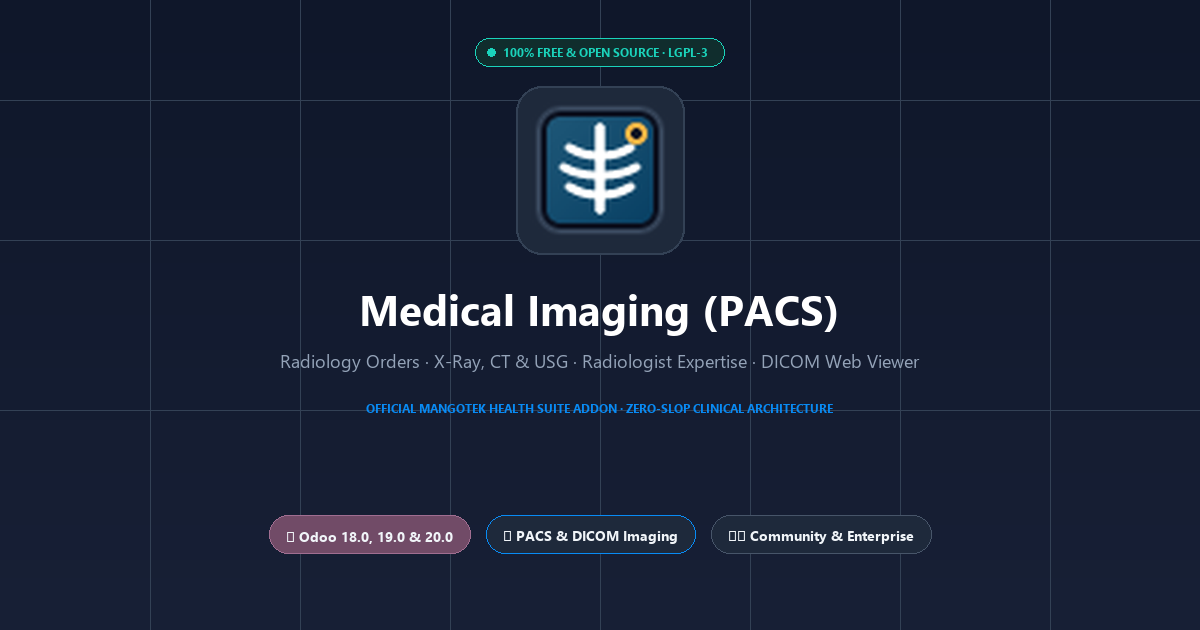 100% FREE & OPEN SOURCE · LGPL-3
Medical Imaging (PACS)
Radiology Orders · X-Ray, CT & USG · Radiologist Expertise · DICOM Web Viewer
OFFICIAL MANGOTEK HEALTH SUITE ADDON · ZERO-SLOP CLINICAL ARCHITECTURE
Odoo 18.0, 19.0 & 20.0
PACS & DICOM Imaging
Community & Enterprise